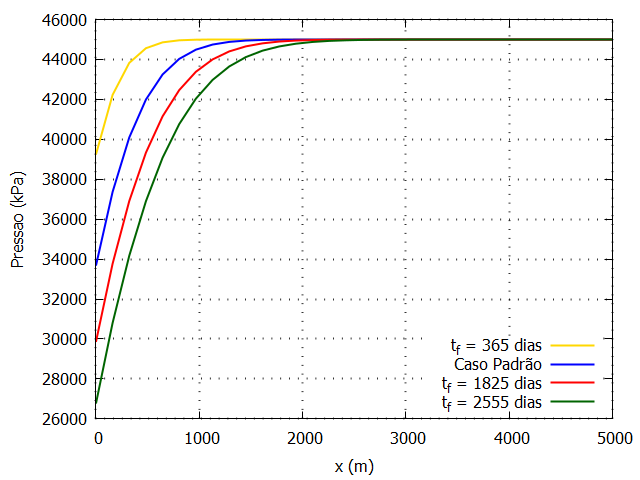 46000
44000
42000
40000
38000
36000
34000
32000
30000
28000
26000
Pressao (kPa)
t_f = 365 dias
Caso Padrão
t_f = 1825 dias
t_f = 2555 dias
0 1000 2000 3000 4000 5000
x (m)